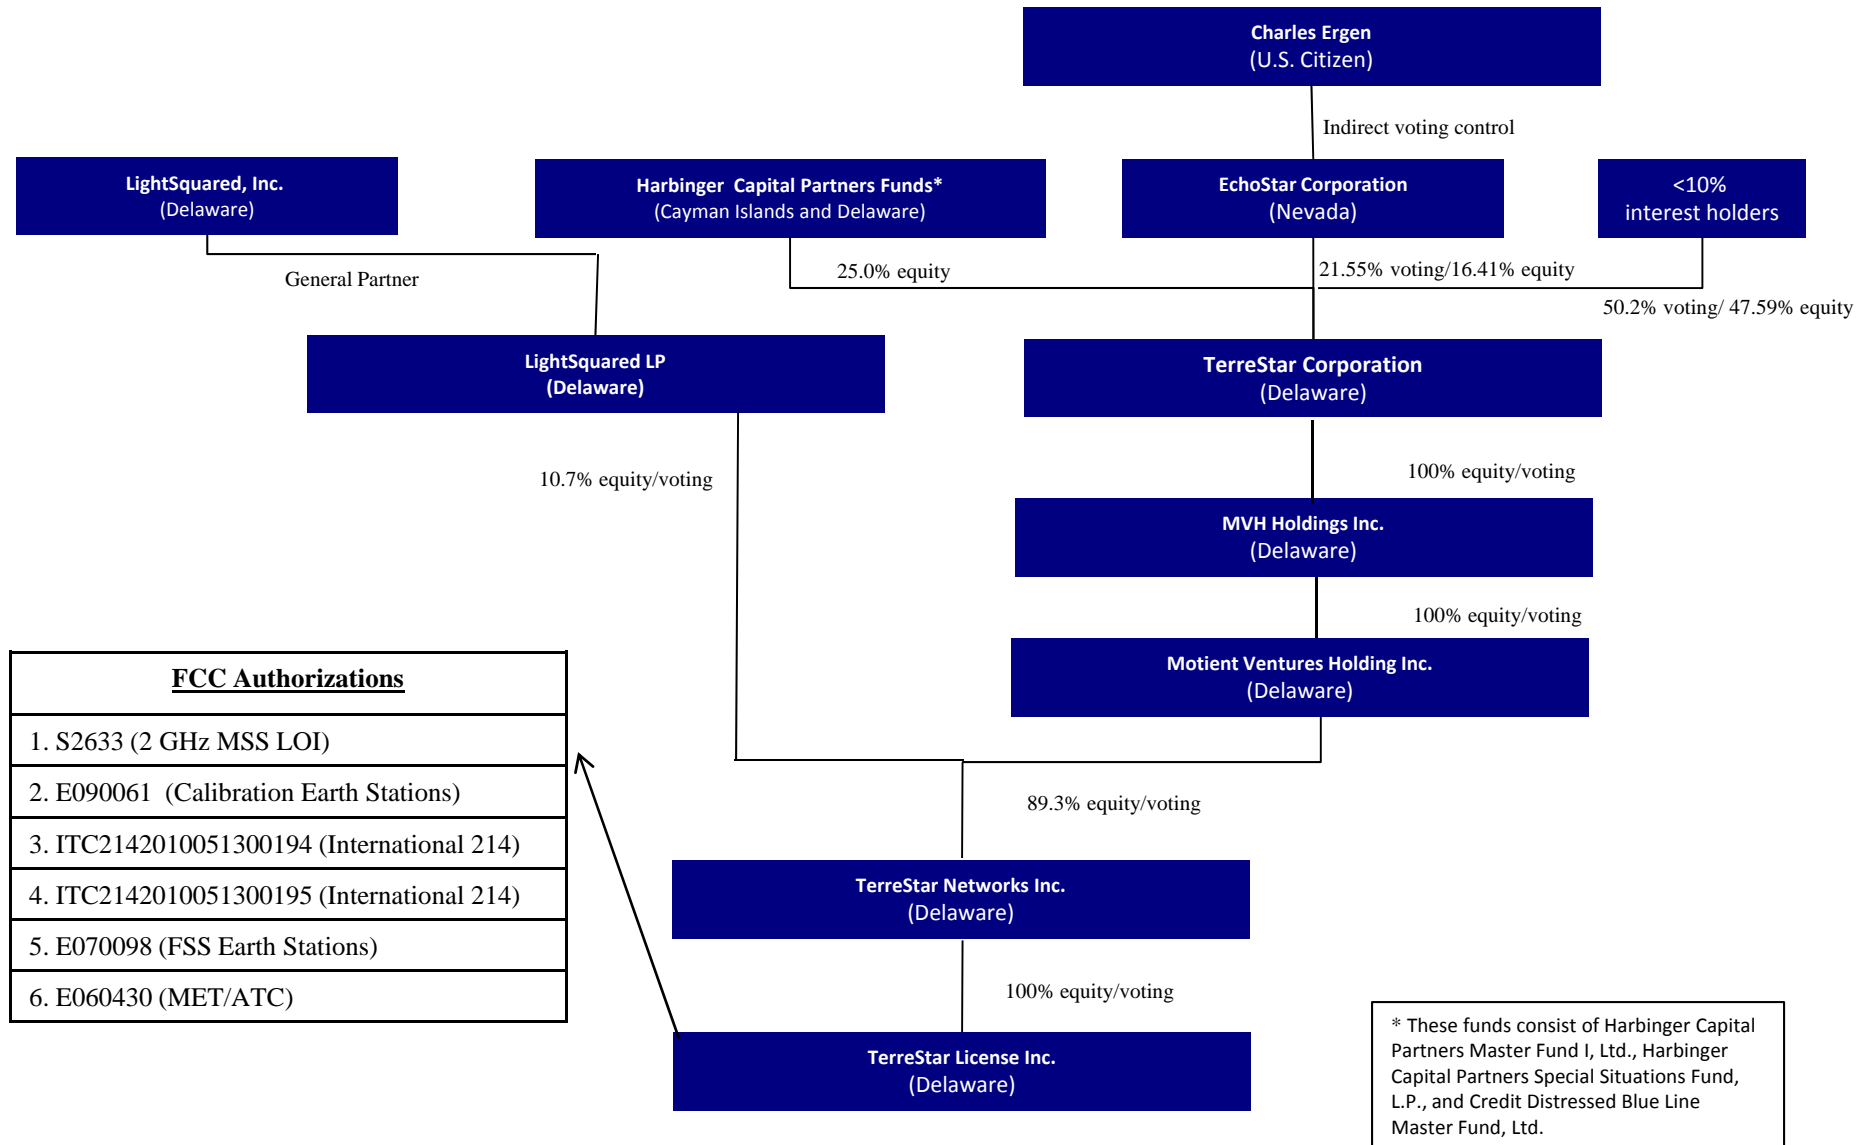 Charles Ergen
(U.S. Citizen)
Indirect voting control
LightSquared, Inc.
(Delaware)
Harbinger Capital Partners Funds*
(Cayman Islands and Delaware)
EchoStar Corporation
(Nevada)
<10%
interest holders
General Partner
25.0% equity
21.55% voting/16.41% equity
50.2% voting/ 47.59% equity
LightSquared LP
(Delaware)
TerreStar Corporation
(Delaware)
10.7% equity/voting
100% equity/voting
MVH Holdings Inc.
(Delaware)
100% equity/voting
Motient Ventures Holding Inc.
(Delaware)
FCC Authorizations
1. S2633 (2 GHz MSS LOI)
2. E090061 (Calibration Earth Stations)
3. ITC2142010051300194 (International 214)
4. ITC2142010051300195 (International 214)
5. E070098 (FSS Earth Stations)
6. E060430 (MET/ATC)
89.3% equity/voting
TerreStar Networks Inc.
(Delaware)
100% equity/voting
TerreStar License Inc.
(Delaware)
* These funds consist of Harbinger Capital
Partners Master Fund I, Ltd., Harbinger
Capital Partners Special Situations Fund,
L.P., and Credit Distressed Blue Line
Master Fund, Ltd.